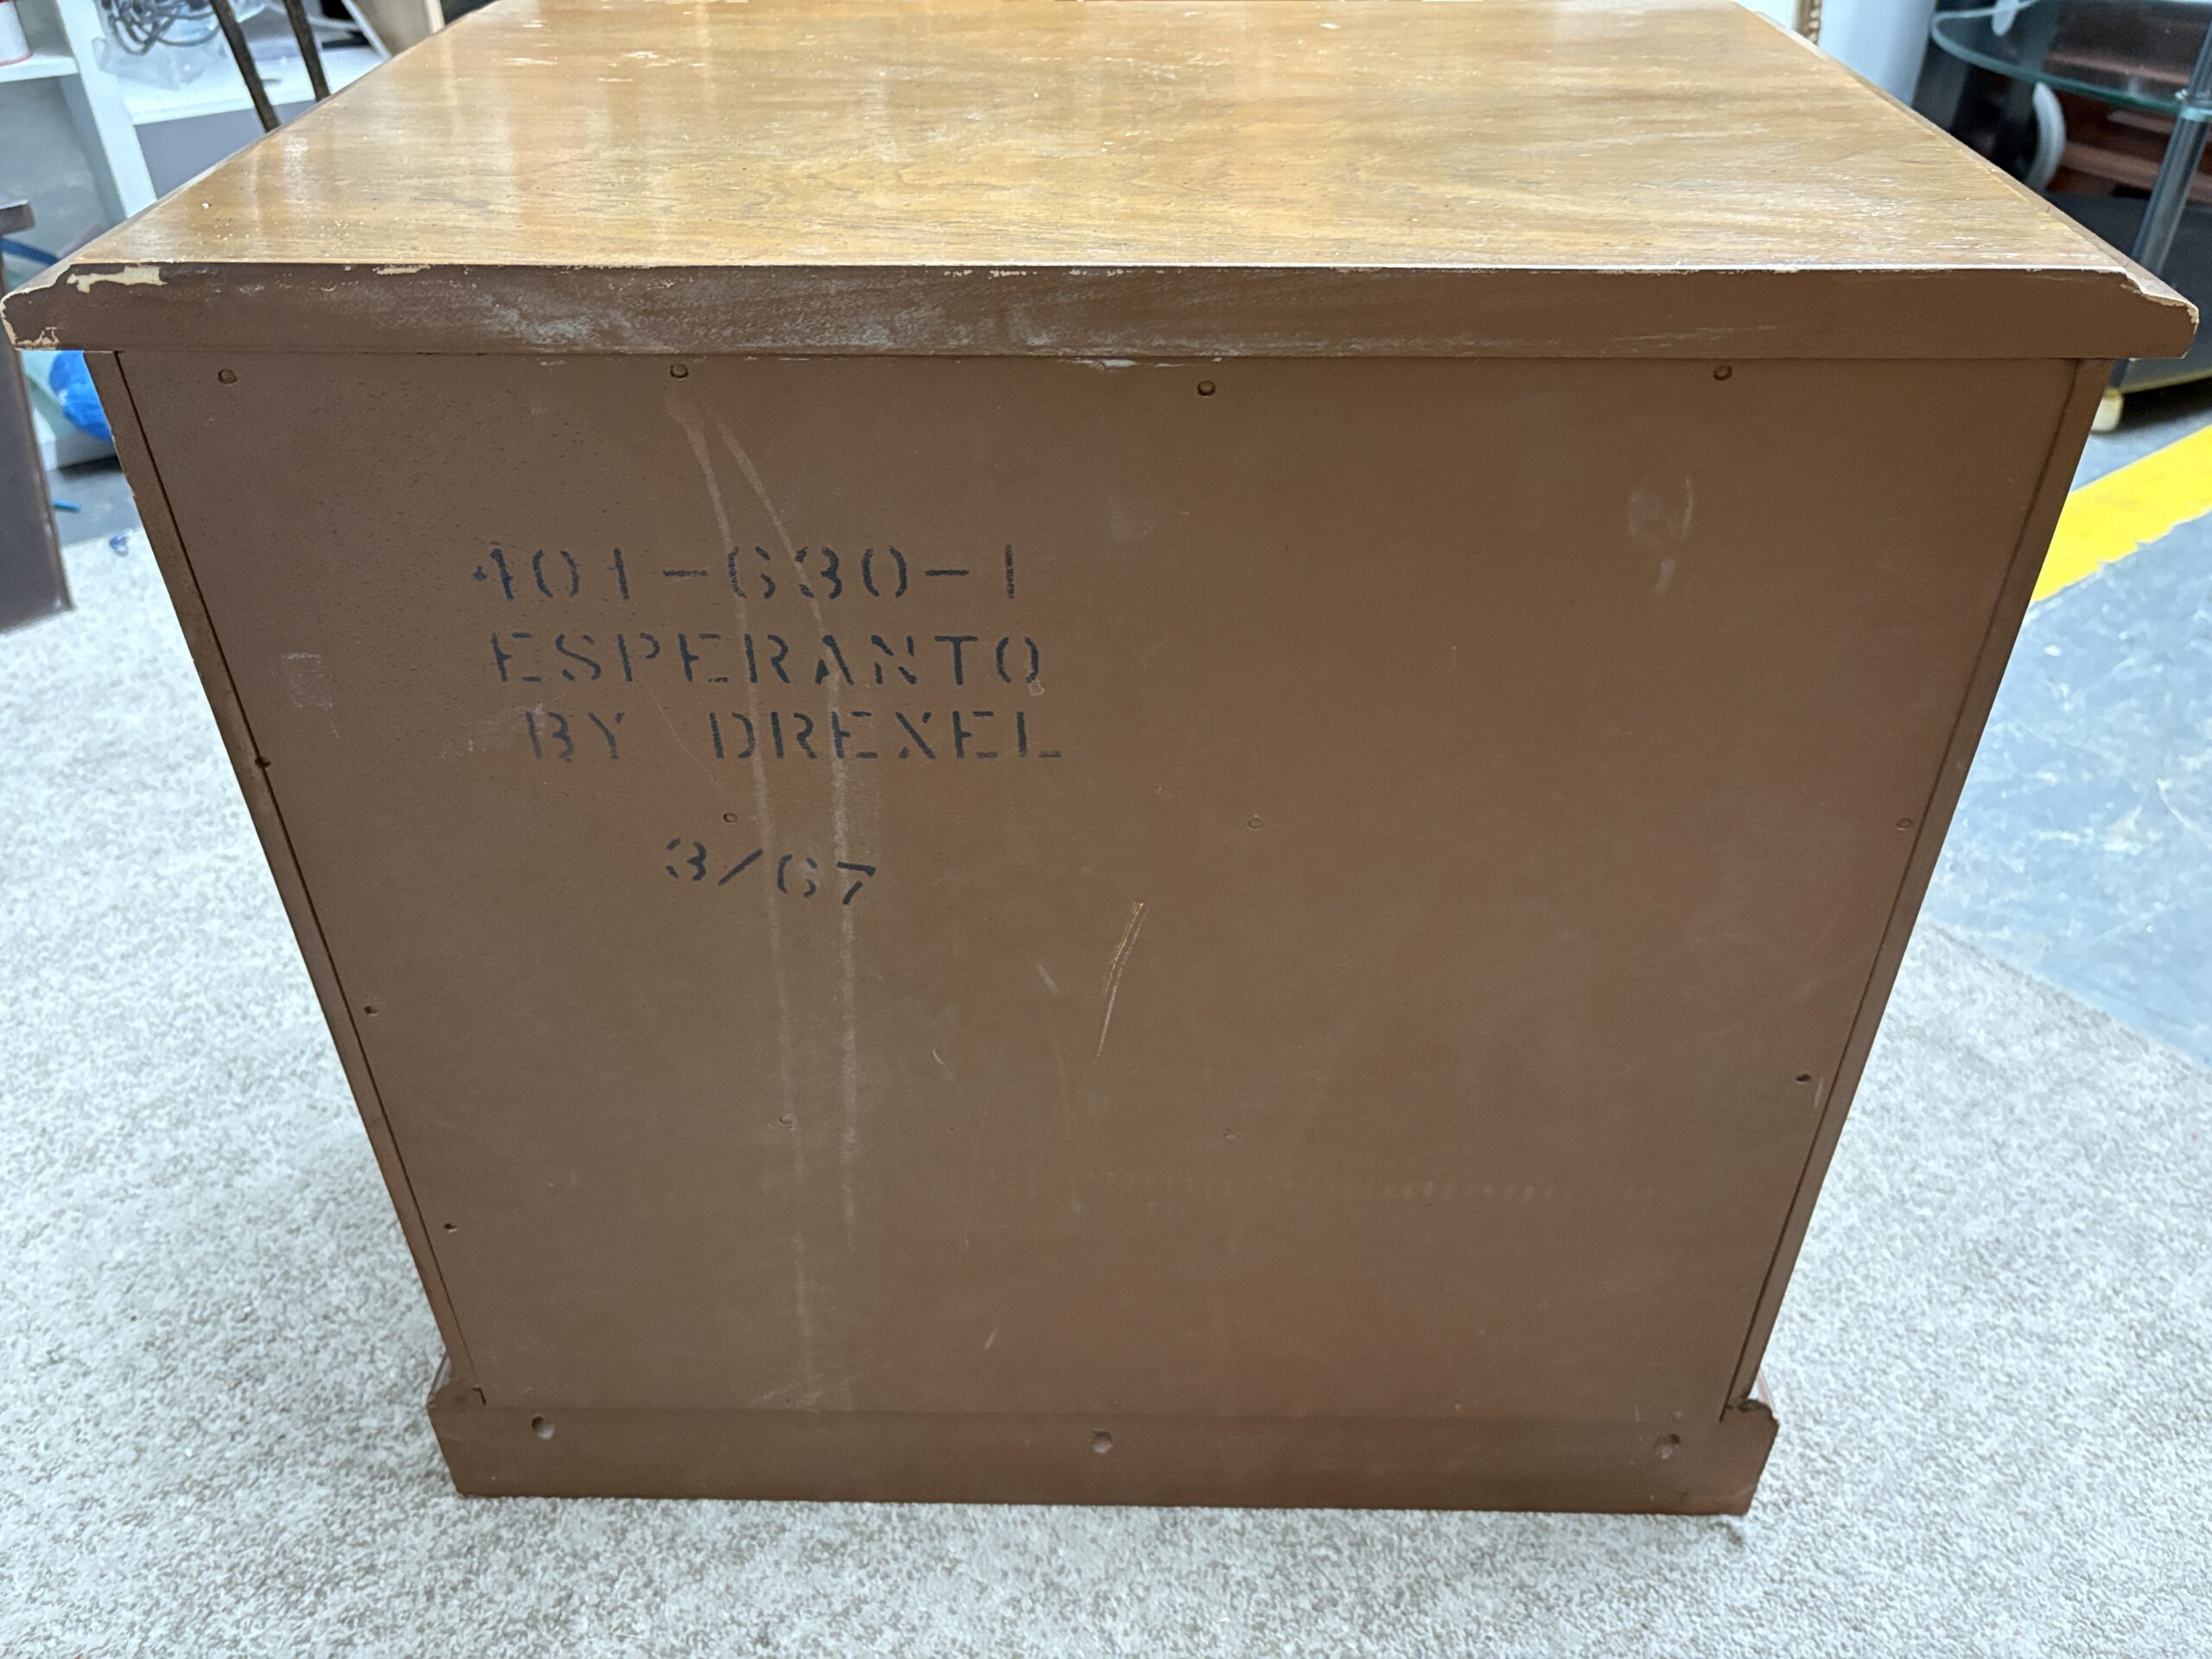 401-630-1
ESPERANTO
BY DREXEL
3/67